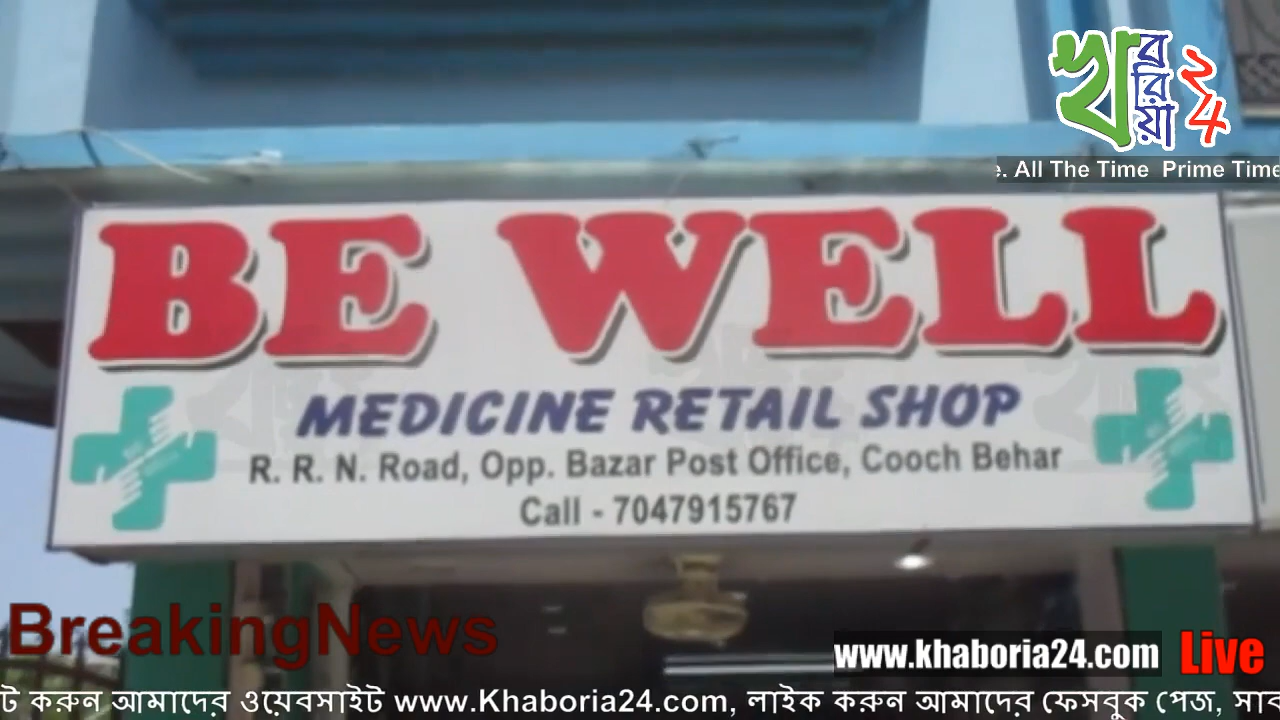 খবরিয়া ২4
. All The Time Prime Time
BE WELL
MEDICINE RETAIL SHOP
R. R. N. Road, Opp. Bazar Post Office, Cooch Behar
Call - 7047915767
BreakingNews
www.khaboria24.com Live
করুন আমাদের ওয়েবসাইট www.Khaboria24.com, লাইক করুন আমাদের ফেসবুক পেজ,